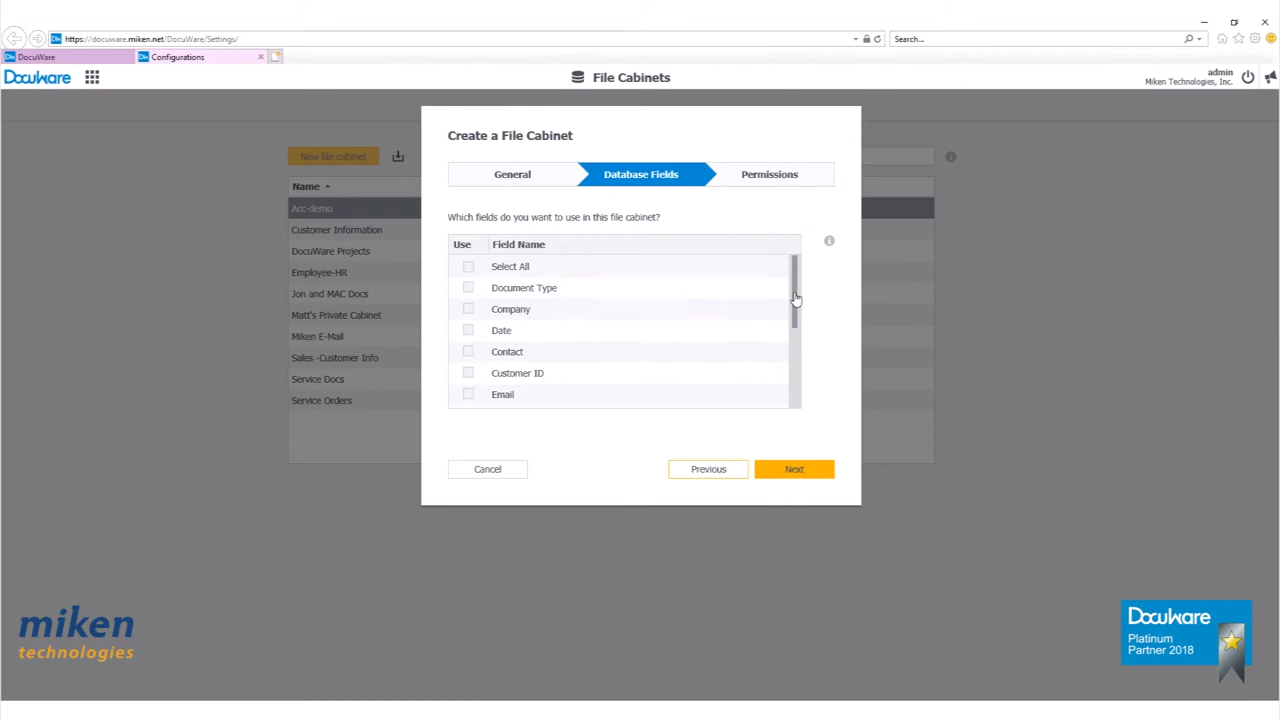 https://docuware.miken.net/DocuWare/Settings/
Search...
DocuWare
Configurations
DocuWare
File Cabinets
admin
Miken Technologies, Inc.
New file cabinet
Name
Acc-demo
Customer Information
DocuWare Projects
Employee-HR
Jon and MAC Docs
Matt's Private Cabinet
Miken E-Mail
Sales -Customer Info
Service Docs
Service Orders
Create a File Cabinet
General
Database Fields
Permissions
Which fields do you want to use in this file cabinet?
Use Field Name
Select All
Document Type
Company
Date
Contact
Customer ID
Email
Cancel
Previous
Next
miken
technologies
DocuWare
Platinum
Partner 2018